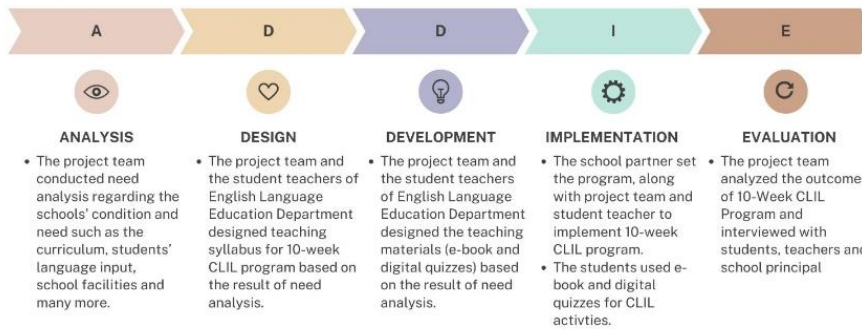 A
D
D
I
E
ANALYSIS
• The project team
conducted need
analysis regarding the
schools' condition and
need such as the
curriculum, students'
language input,
school facilities and
many more.
DESIGN
• The project team and
the student teachers of
English Language
Education Department
designed teaching
syllabus for 10-week
CLIL program based on
the result of need
analysis.
DEVELOPMENT
• The project team and
the student teachers
of English Language
Education Department
designed the teaching
materials (e-book and
digital quizzes) based
on the result of need
analysis.
IMPLEMENTATION
• The school partner set
the program, along
with project team and
student teacher to
implement 10-week
CLIL program.
• The students used e-
book and digital
quizzes for CLIL
activties.
EVALUATION
• The project team
analyzed the outcome
of 10-Week CLIL
Program and
interviewed with
students, teachers and
school principal